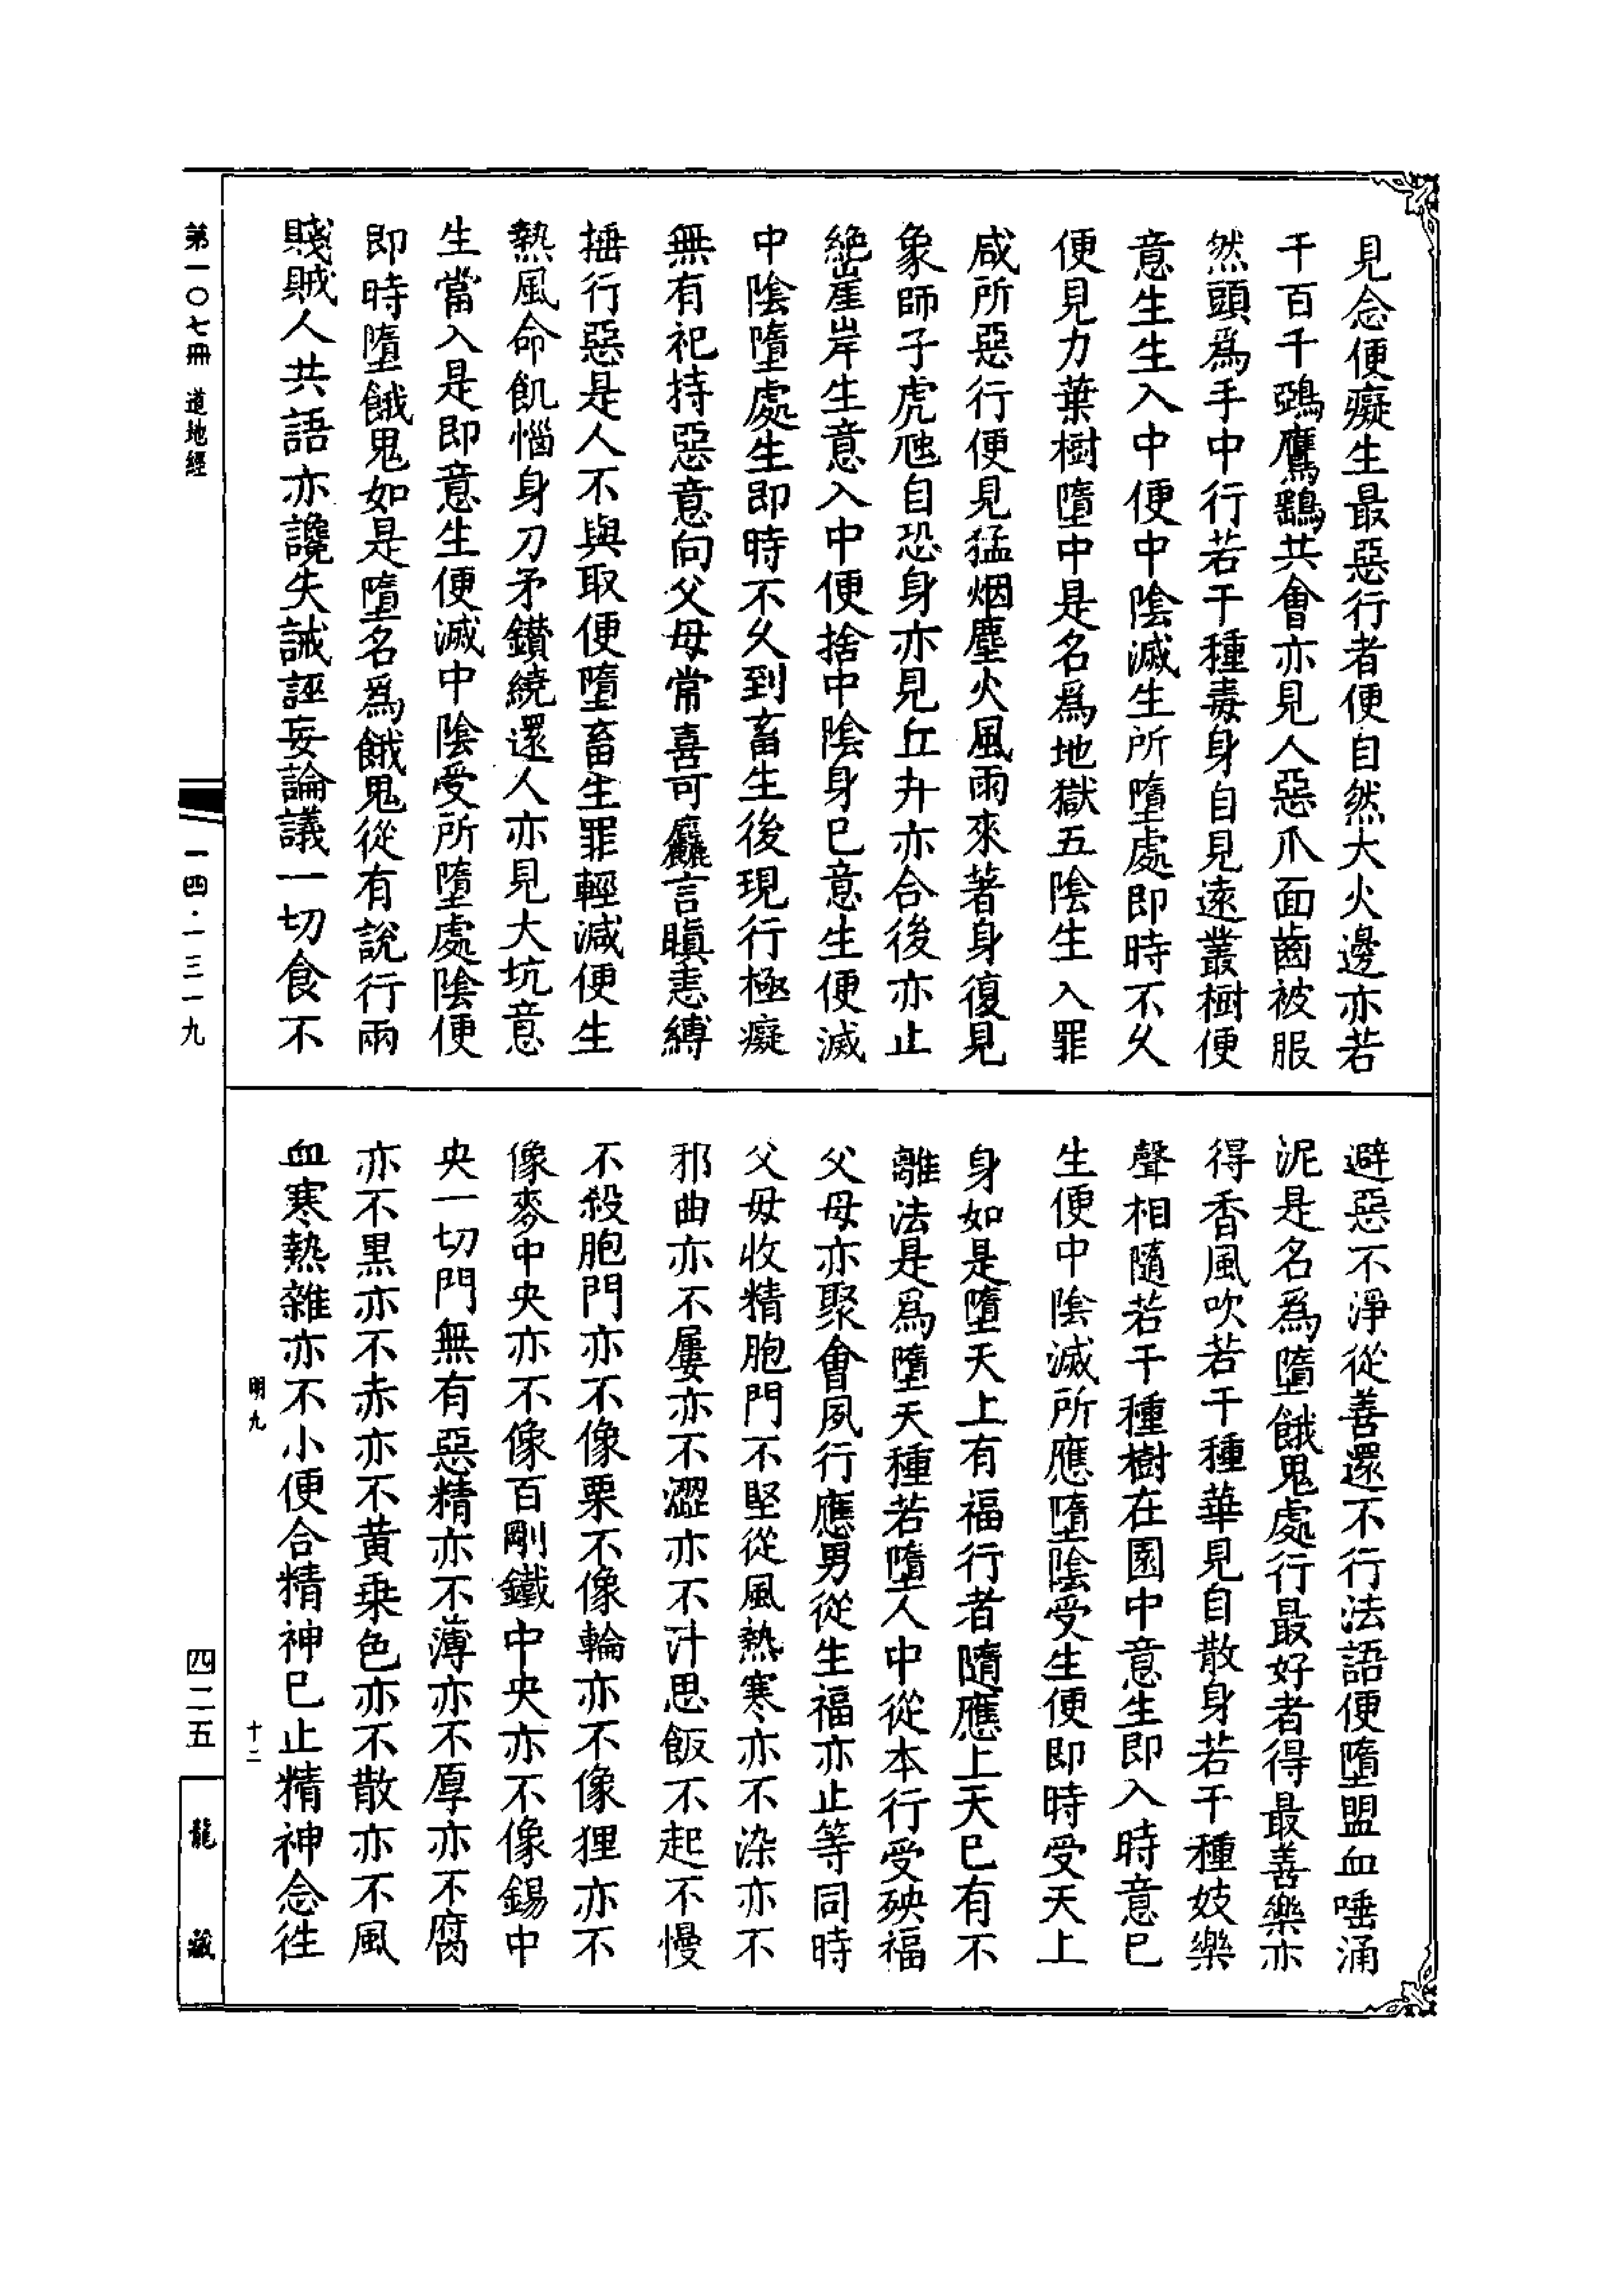 見念便癡生最惡行者便自然大火邊亦若
千百千鵶鷹鷂共會亦見人惡爪面齒被服
然頭爲手中行若干種毒身自見遠叢樹便
意生生入中便中陰滅生所墮處即時不久
便見力葉樹墮中是名爲地獄五陰生入罪
咸所惡行便見猛烟塵火風雨來著身復見
象師子虎虵自恐身亦見丘井亦合後亦止
絕崖岸生意入中便捨中陰身已意生便滅
中陰墮處生即時不久到畜生後現行極癡
無有祀持惡意向父母常喜可麤言瞋恚縛
捶行惡是人不與取便墮畜生罪輕減便生
熱風命飢惱身刀矛鑽繞還人亦見大坑意
生當入是即意生便滅中陰受所墮處陰便
即時墮餓鬼如是墮名爲餓鬼從有說行兩
賤賊人共語亦讒失誡誣妄論議一切食不
避惡不淨從善還不行法語便墮盟血唾涌
泥是名爲墮餓鬼處行最好者得最善樂亦
得香風吹若干種華見自散身若干種妓樂
聲相隨若干種樹在園中意生即入時意已
生便中陰滅所應墮陰受生便即時受天上
身如是墮天上有福行者隨應上天已有不
離法是爲墮天種若墮人中從本行受殃福
父母亦聚會夙行應男從生福亦止等同時
父毋收精胞門不堅從風熱寒亦不染亦不
邪曲亦不屢亦不澀亦不汁思飯不起不慢
不殺胞門亦不像栗不像輪亦不像狸亦不
像麥中央亦不像百剛鐵中央亦不像錫中
央一切門無有惡精亦不薄亦不厚亦不腐
亦不黑亦不赤亦不黃乗色亦不散亦不風
血寒熱雜亦不小便合精神已止精神念徃
明九
十二
第一〇七冊 道地經
一四·一三一九
四二五
龍藏